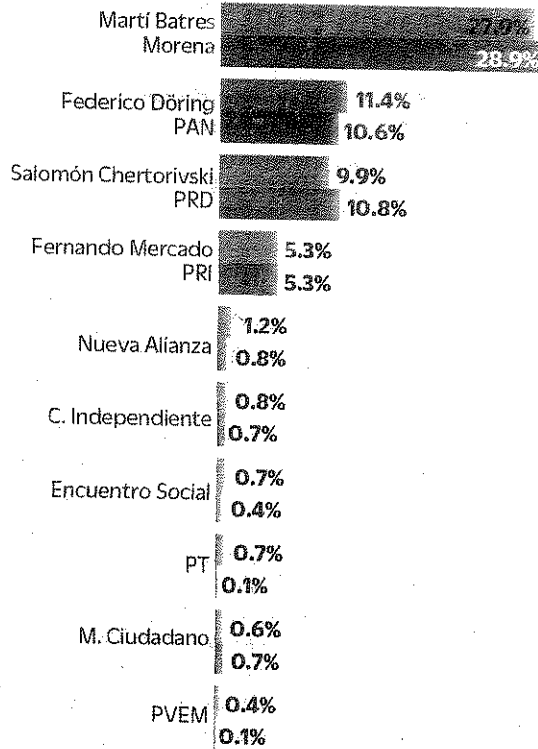 Martí Batres
Morena
28.9%
Federico Döring
PAN
11.4%
10.6%
Salomón Chertorivski
PRD
9.9%
10.8%
Fernando Mercado
PRI
5.3%
5.3%
Nueva Alianza
1.2%
0.8%
C. Independiente
0.8%
0.7%
Encuentro Social
0.7%
0.4%
PT
0.7%
0.1%
M. Ciudadano
0.6%
0.7%
PVEM
0.4%
0.1%